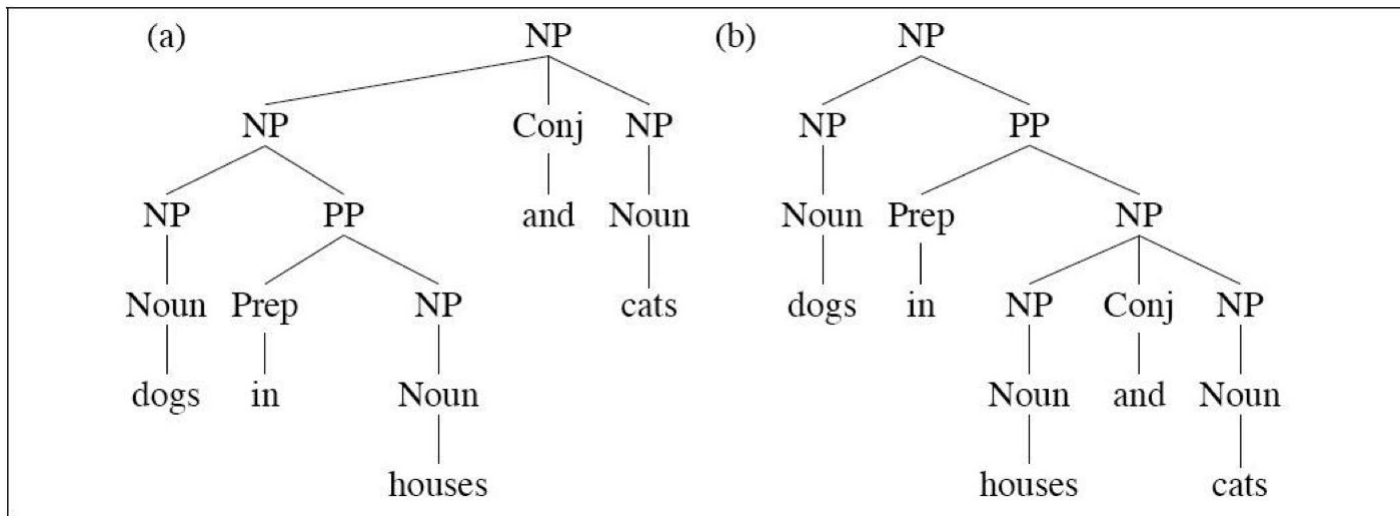 (a) NP (b) NP
NP Conj NP NP PP
NP PP and Noun Noun Prep NP
Noun Prep NP cats dogs in NP Conj NP
dogs in Noun Noun and Noun
houses houses cats